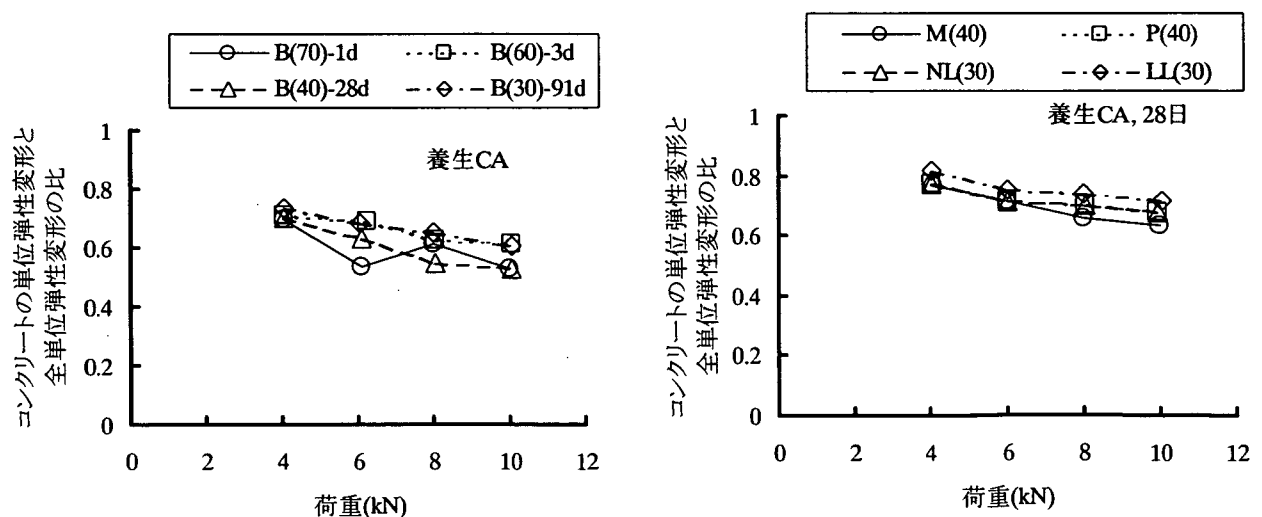 B(70)-1d
B(60)-3d
B(40)-28d
B(30)-91d
養生CA
コンクリートの単位弾性変形と
全単位弾性変形の比
1
0.8
0.6
0.4
0.2
0
0 2 4 6 8 10 12
荷重(kN)
M(40)
P(40)
NL(30)
LL(30)
養生CA, 28日
コンクリートの単位弾性変形と
全単位弾性変形の比
1
0.8
0.6
0.4
0.2
0
0 2 4 6 8 10 12
荷重(kN)